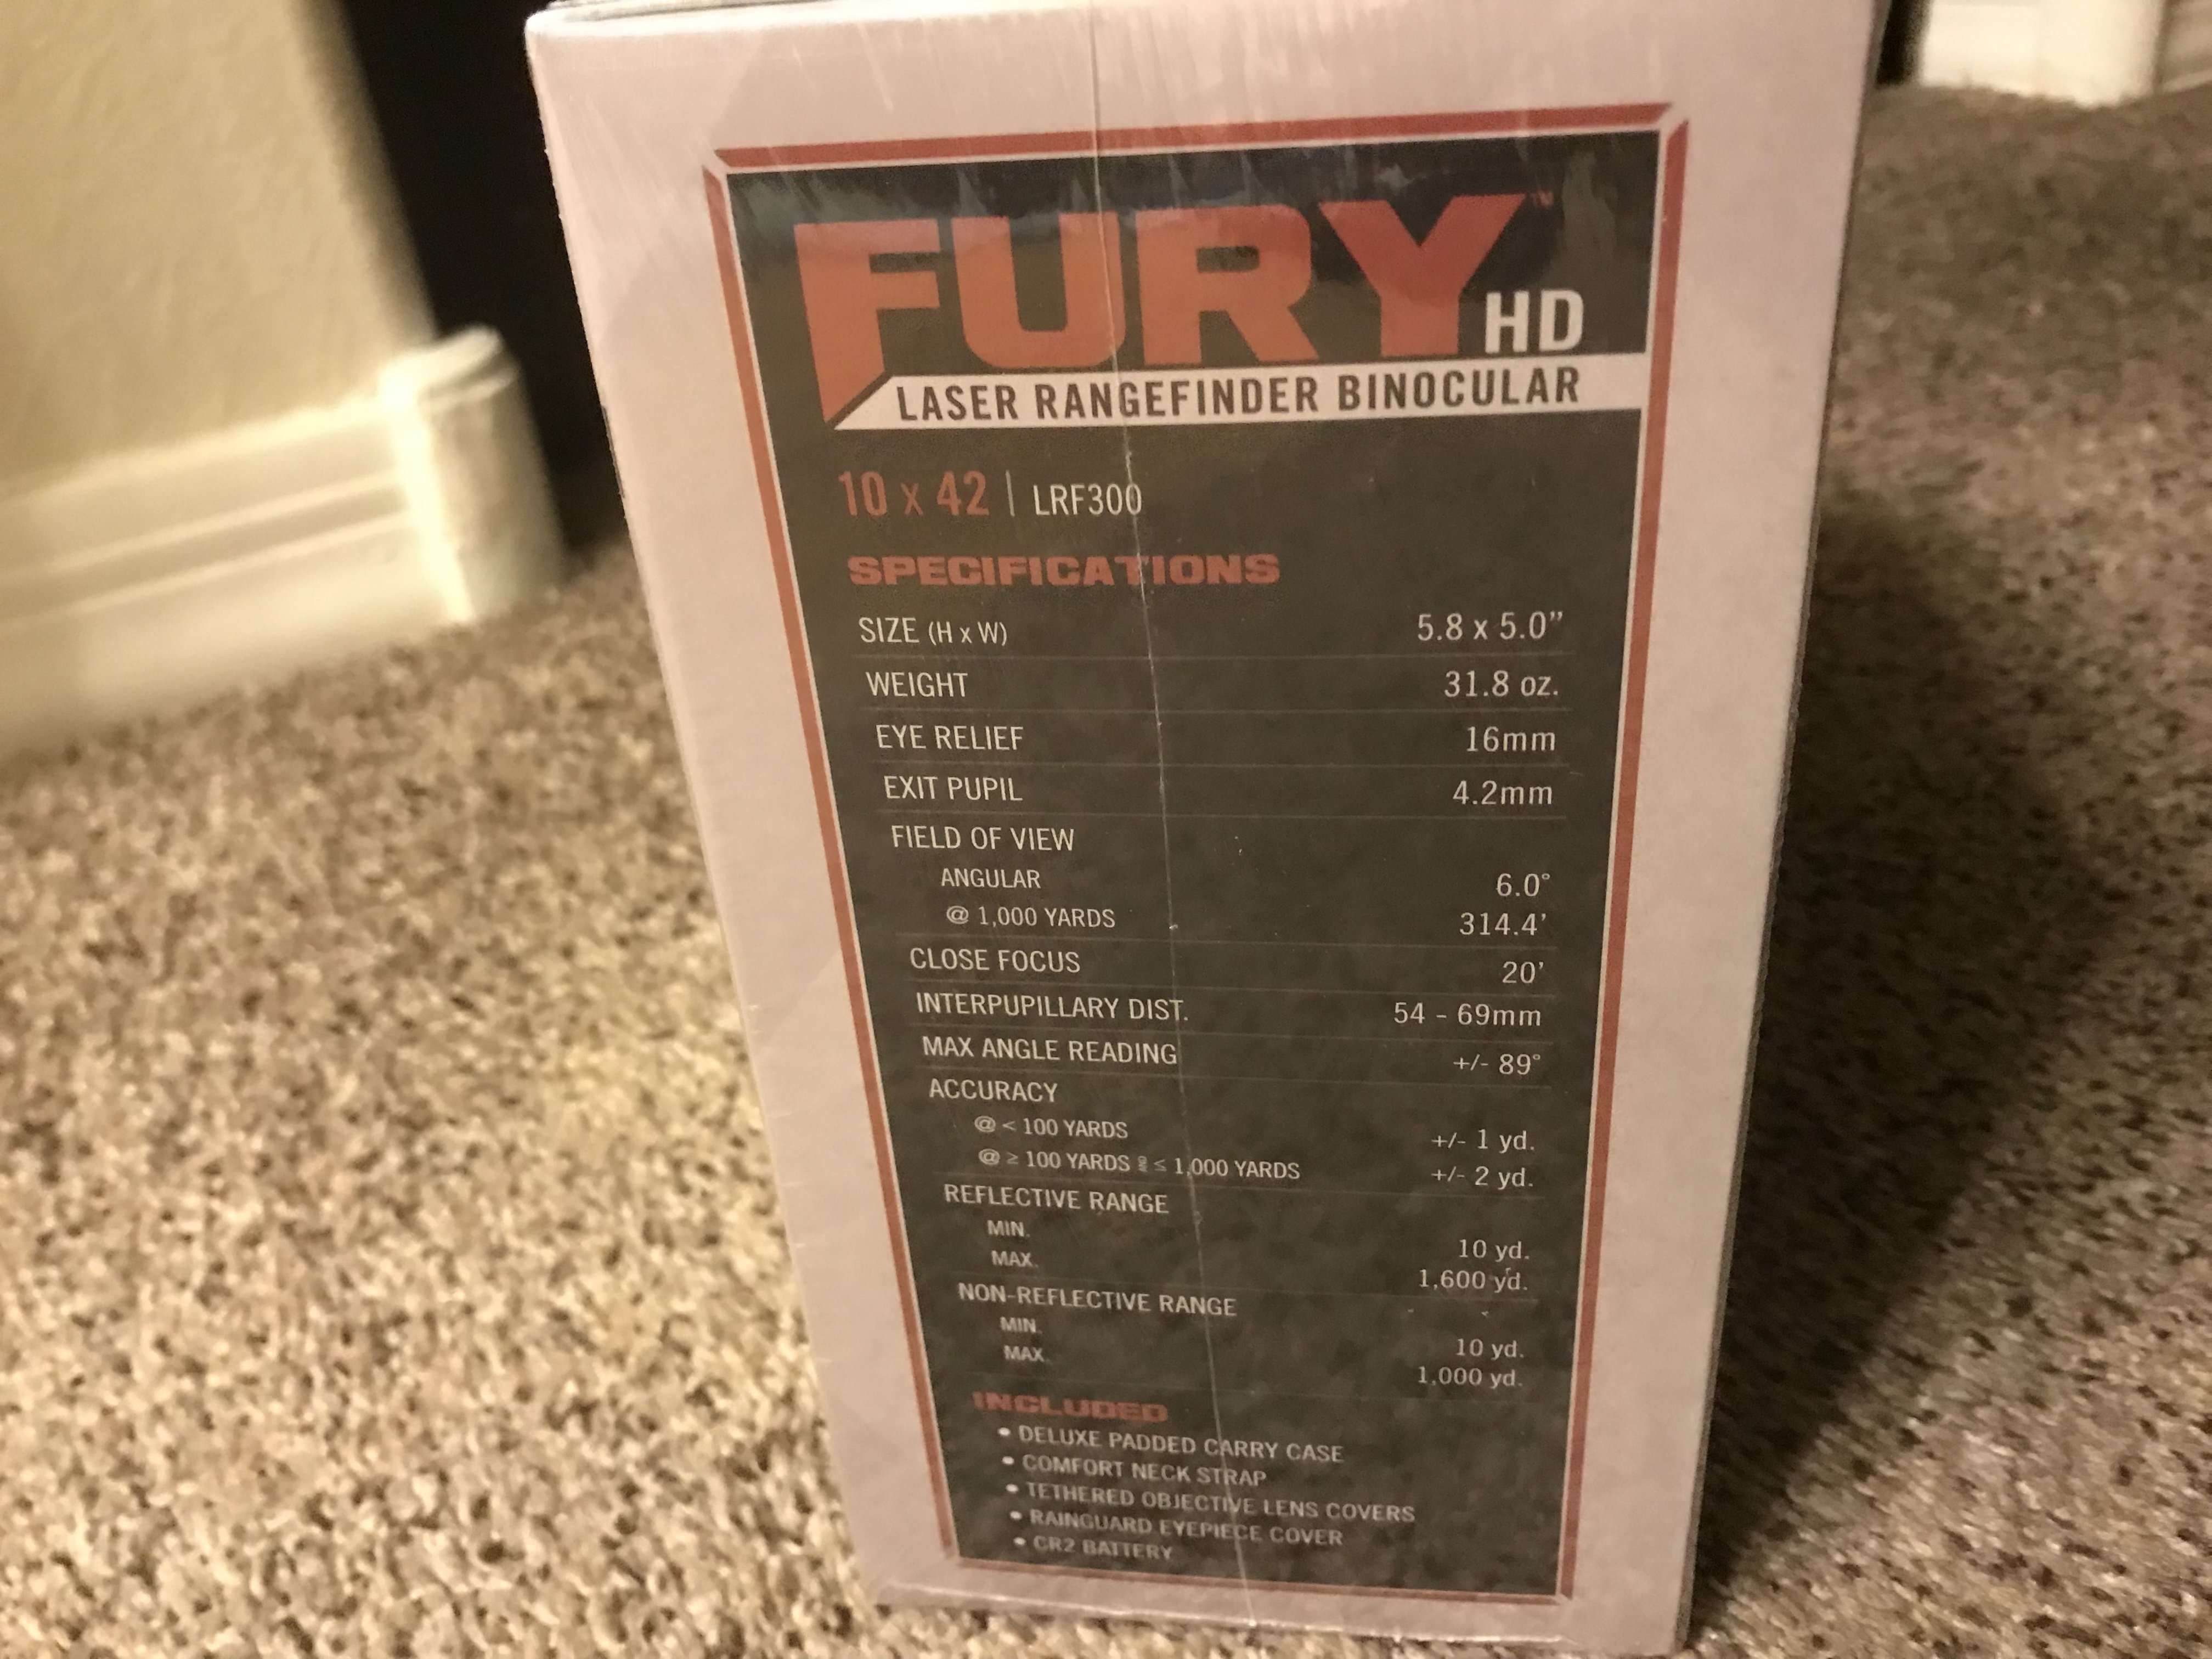 FURY™ HD
LASER RANGEFINDER BINOCULAR
10 x 42 | LRF300
SPECIFICATIONS
SIZE (H x W) 5.8 x 5.0”
WEIGHT 31.8 oz.
EYE RELIEF 16mm
EXIT PUPIL 4.2mm
FIELD OF VIEW
ANGULAR 6.0°
@ 1,000 YARDS 314.4’
CLOSE FOCUS 20’
INTERPUPILLARY DIST. 54 - 69mm
MAX ANGLE READING +/- 89°
ACCURACY
@ < 100 YARDS +/- 1 yd.
@ ≥ 100 YARDS ≤ 1,000 YARDS +/- 2 yd.
REFLECTIVE RANGE
MIN. 10 yd.
MAX. 1,600 yd.
NON-REFLECTIVE RANGE
MIN. 10 yd.
MAX. 1,000 yd.
INCLUDED
• DELUXE PADDED CARRY CASE
• COMFORT NECK STRAP
• TETHERED OBJECTIVE LENS COVERS
• RAINGUARD EYEPIECE COVER
• CR2 BATTERY